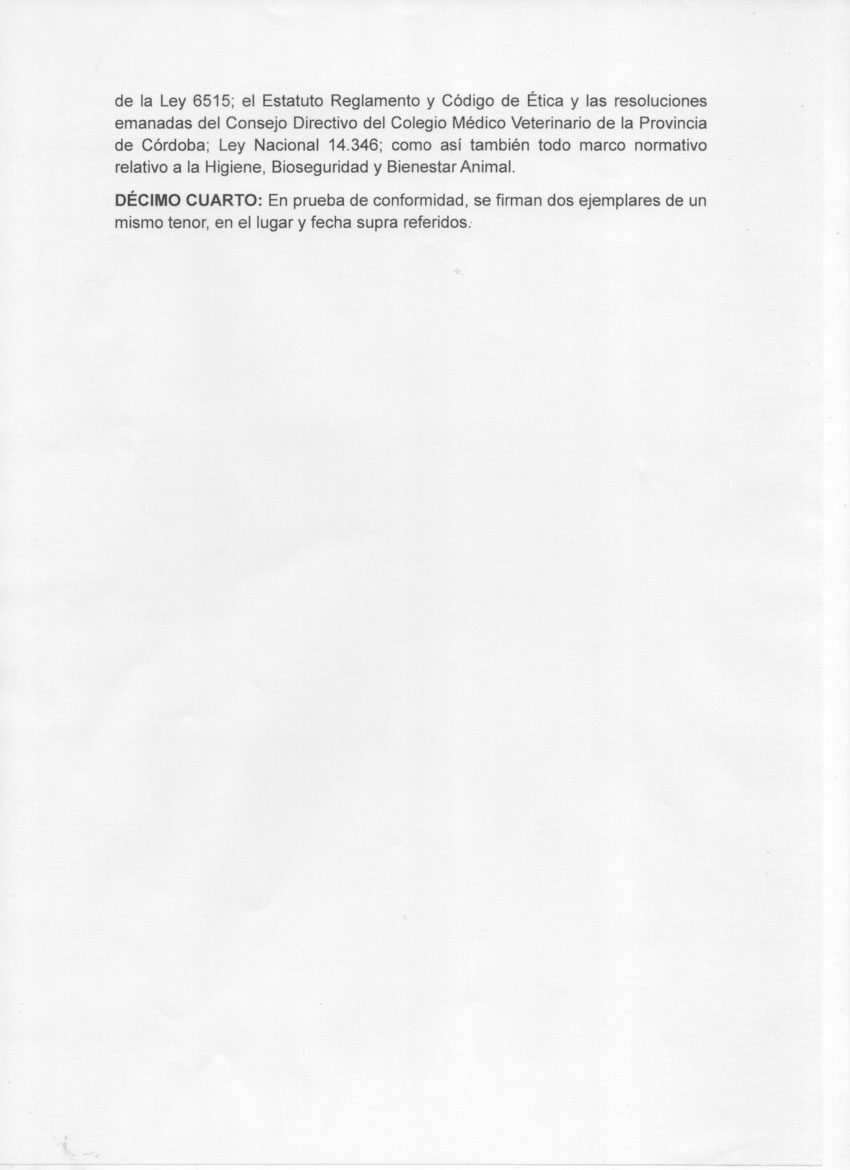 de la Ley 6515; el Estatuto Reglamento y Código de Ética y las resoluciones
emanadas del Consejo Directivo del Colegio Médico Veterinario de la Provincia
de Córdoba; Ley Nacional 14.346; como así también todo marco normativo
relativo a la Higiene, Bioseguridad y Bienestar Animal.
DÉCIMO CUARTO: En prueba de conformidad, se firman dos ejemplares de un
mismo tenor, en el lugar y fecha supra referidos.